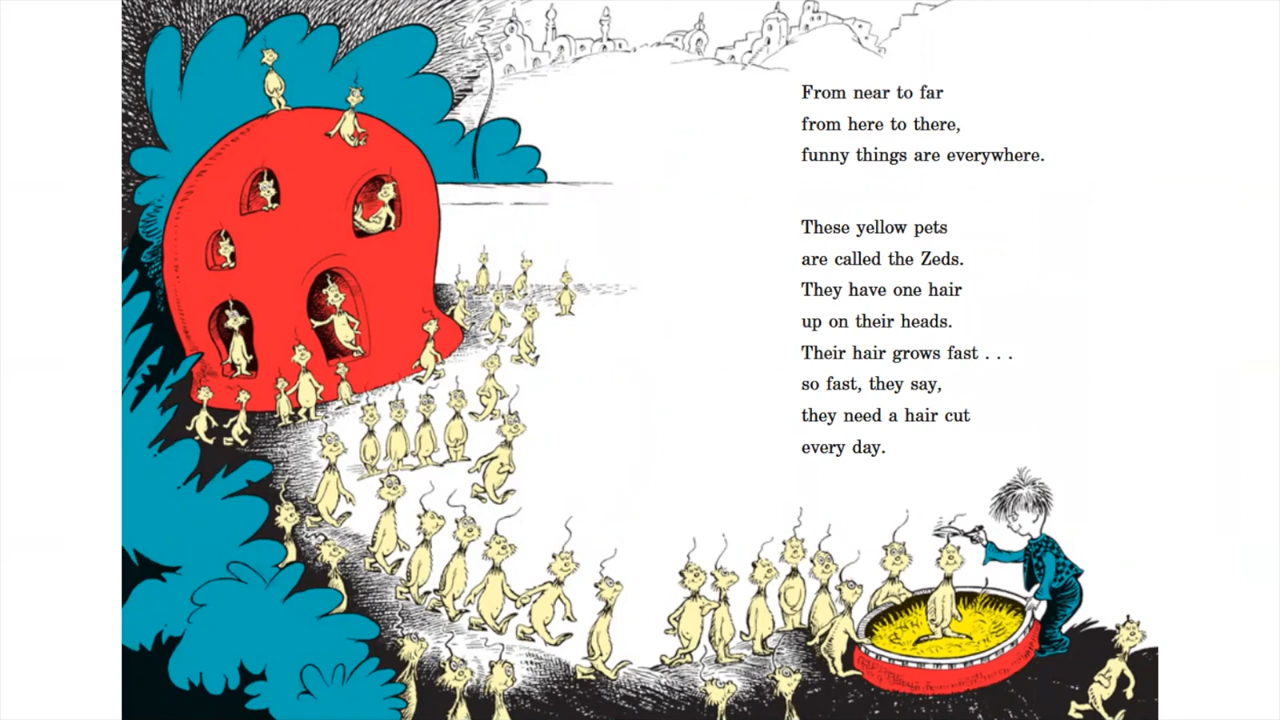 From near to far
from here to there,
funny things are everywhere.
These yellow pets
are called the Zeds.
They have one hair
up on their heads.
Their hair grows fast . . .
so fast, they say,
they need a hair cut
every day.